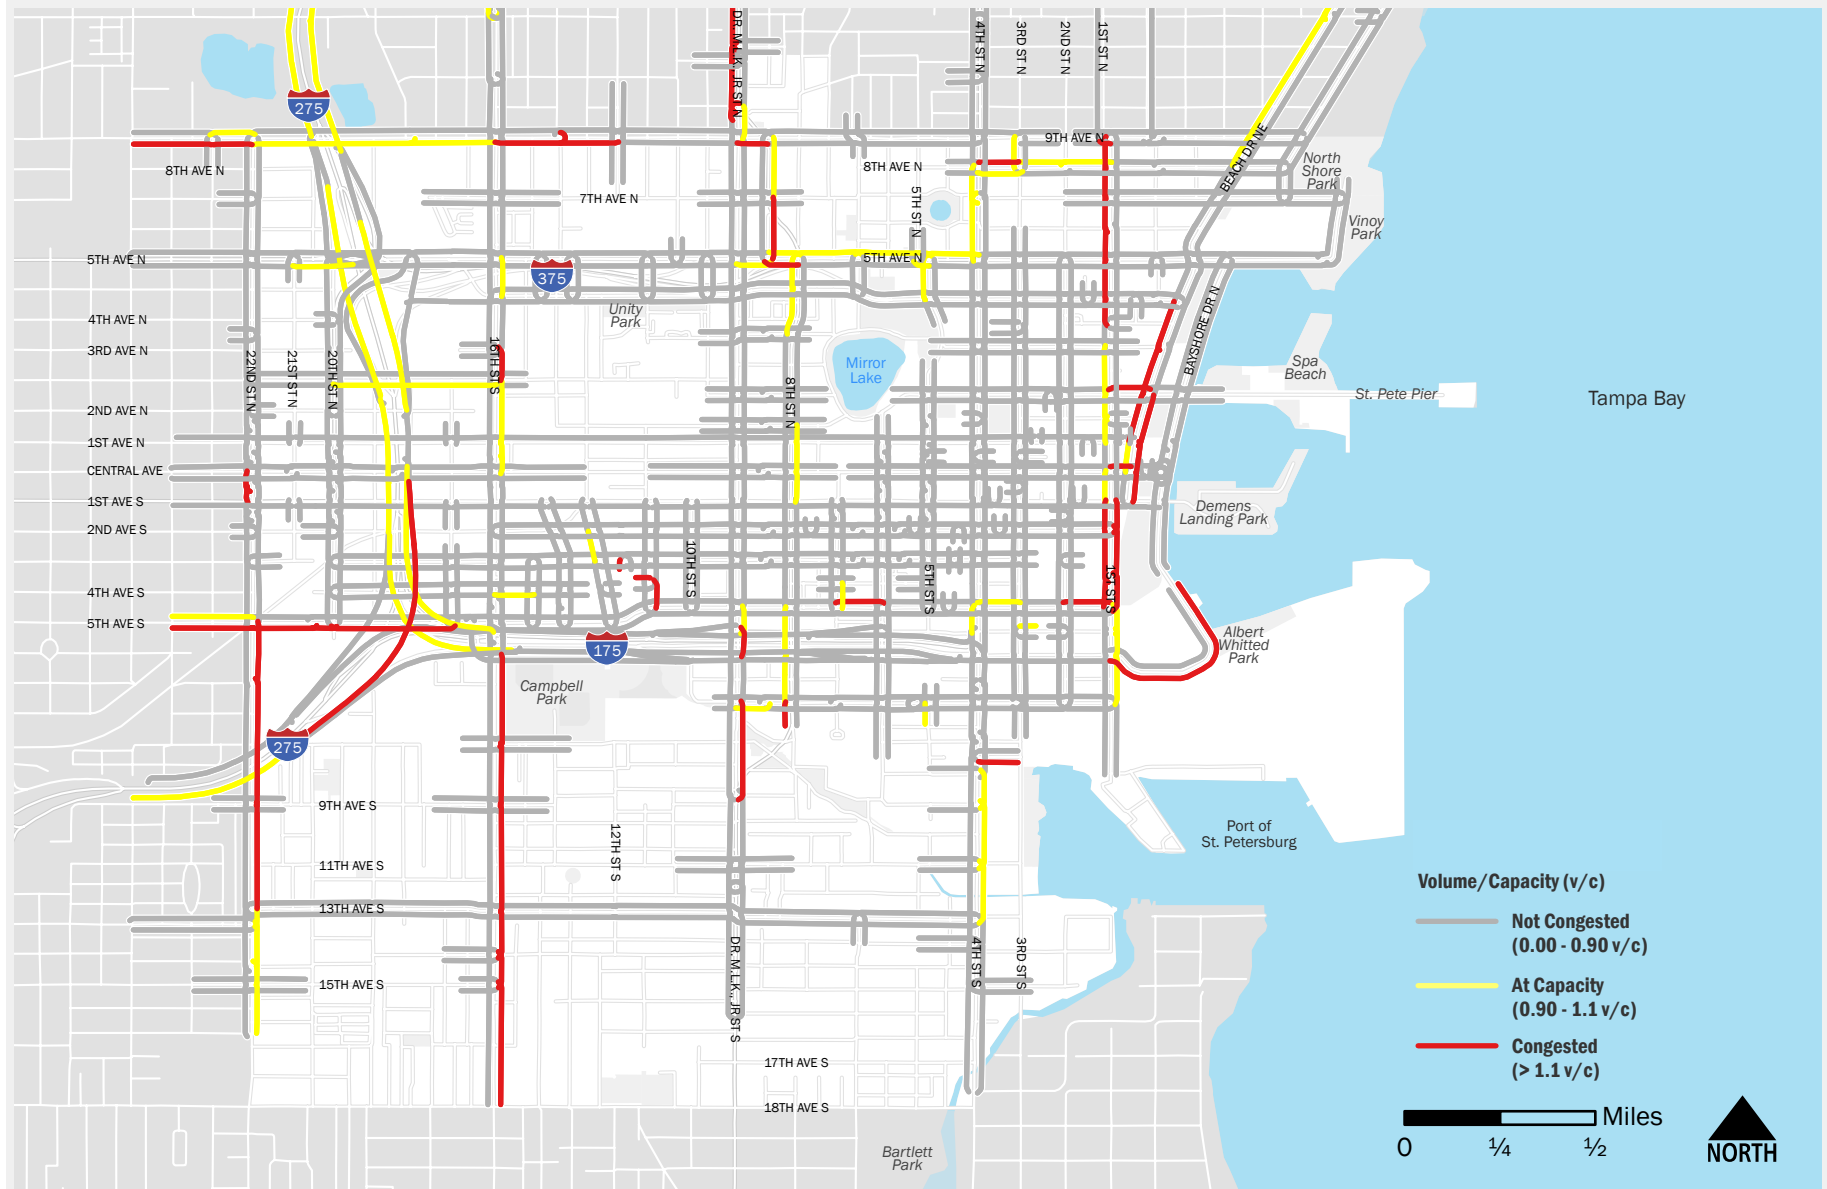 DR. M.L.K., JR ST N
4TH ST N
3RD ST N
2ND ST N
1ST ST N
275
9TH AVE N
BEACH DR NE
North
Shore
Park
8TH AVE N
8TH AVE N
7TH AVE N
5TH ST N
Vinoy
Park
5TH AVE N
5TH AVE N
375
Unity
Park
BAYSHORE DR N
4TH AVE N
3RD AVE N
22ND ST N
21ST ST N
20TH ST N
16TH ST S
8TH ST N
Mirror
Lake
Spa
Beach
St. Pete Pier
Tampa Bay
2ND AVE N
1ST AVE N
CENTRAL AVE
1ST AVE S
2ND AVE S
Demens
Landing Park
10TH ST S
5TH ST S
1ST ST S
4TH AVE S
5TH AVE S
175
Albert
Whitted
Park
Campbell
Park
275
9TH AVE S
12TH ST S
Port of
St. Petersburg
11TH AVE S
13TH AVE S
15TH AVE S
DR. M.L.K., JR ST S
4TH ST S
3RD ST S
17TH AVE S
18TH AVE S
Bartlett
Park
Volume/Capacity (v/c)
Not Congested
(0.00 - 0.90 v/c)
At Capacity
(0.90 - 1.1 v/c)
Congested
(> 1.1 v/c)
Miles
0 ¼ ½
NORTH